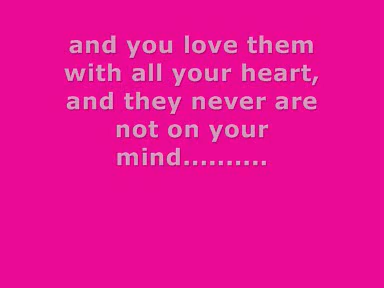 and you love them
with all your heart,
and they never are
not on your
mind..........